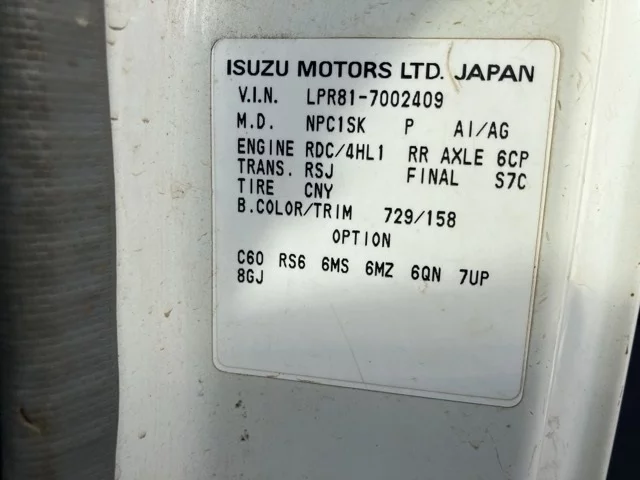 ISUZU MOTORS LTD. JAPAN
V.I.N. LPR81-7002409
M.D. NPC1SK P AI/AG
ENGINE RDC/4HL1 RR AXLE 6CP
TRANS. RSJ FINAL S7C
TIRE CNY
B.COLOR/TRIM 729/158
OPTION
C60 RS6 6MS 6MZ 6QN 7UP
8GJ